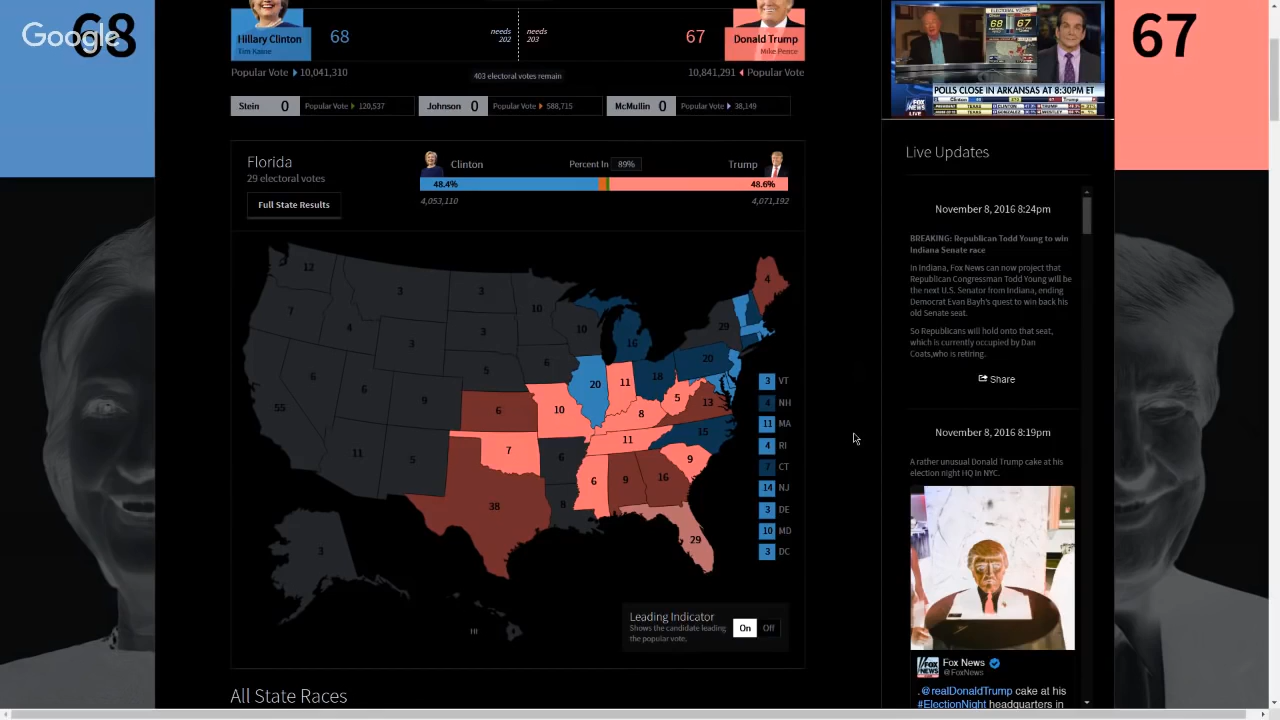 Google
68
67
Hillary Clinton
Tim Kaine
68
needs
202
needs
203
67
Donald Trump
Mike Pence
Popular Vote 10,041,310
403 electoral votes remain
10,841,291 Popular Vote
Stein 0 Popular Vote 120,537
Johnson 0 Popular Vote 588,715
McMullin 0 Popular Vote 38,149
Florida
29 electoral votes
Full State Results
Clinton
Percent In 89%
Trump
48.4%
48.6%
4,053,110
4,071,192
12
3
3
10
4
7
4
3
3
10
29
16
20
6
5
6
9
6
20
11
18
55
6
10
8
5
13
11
5
7
11
15
6
9
38
8
6
9
16
29
3
HI
3 VT
4 NH
11 MA
4 RI
7 CT
14 NJ
3 DE
10 MD
3 DC
Leading Indicator
Shows the candidate leading
the popular vote.
On Off
All State Races
68 67
POLLS CLOSE IN ARKANSAS AT 8:30PM ET
FOX
NEWS
LIVE
Live Updates
November 8, 2016 8:24pm
BREAKING: Republican Todd Young to win
Indiana Senate race
In Indiana, Fox News can now project that
Republican Congressman Todd Young will be
the next U.S. Senator from Indiana, ending
Democrat Evan Bayh's quest to win back his
old Senate seat.
So Republicans will hold onto that seat,
which is currently occupied by Dan
Coats,who is retiring.
Share
November 8, 2016 8:19pm
A rather unusual Donald Trump cake at his
election night HQ in NYC.
FOX
NEWS
Fox News
@FoxNews
.@realDonaldTrump cake at his
#ElectionNight headquarters in